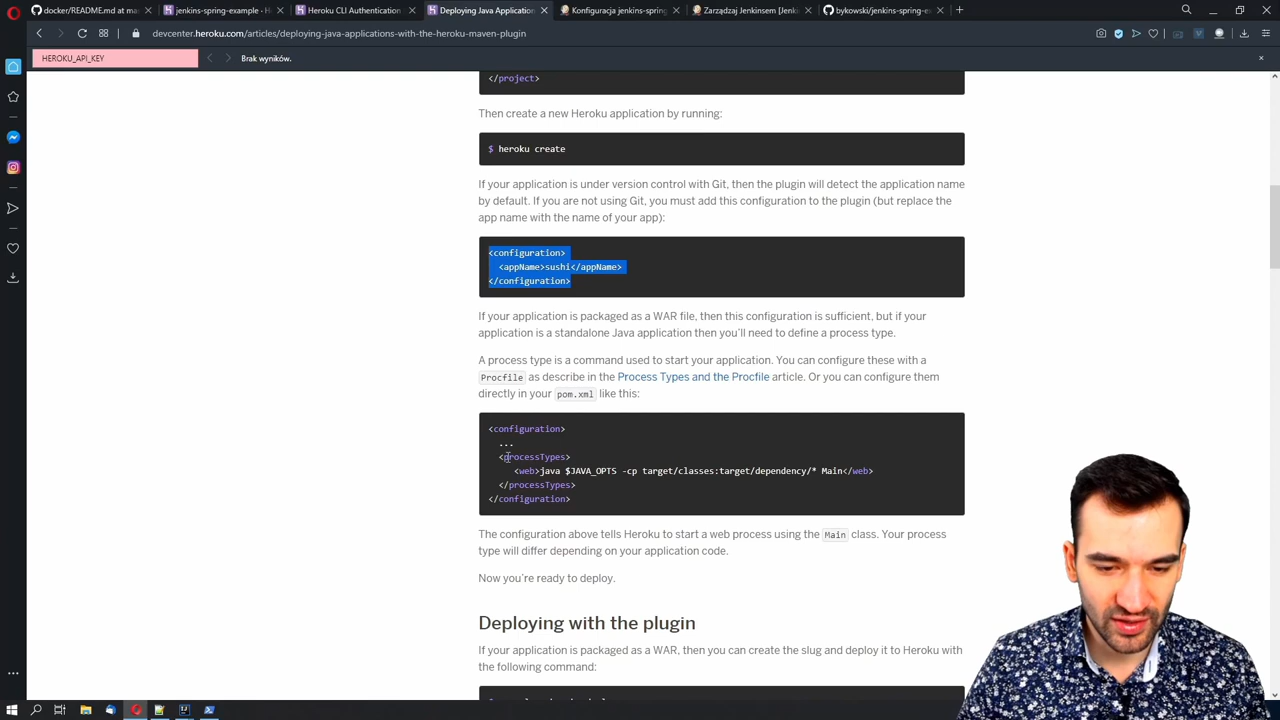 docker/README.md at ma
jenkins-spring-example · H
Heroku CLI Authentication
Deploying Java Application
Konfiguracja jenkins-sprin
Zarządzaj Jenkinsem [Jenk
bykowski/jenkins-spring-e
devcenter.heroku.com/articles/deploying-java-applications-with-the-heroku-maven-plugin
HEROKU_API_KEY
Brak wyników.
</project>
Then create a new Heroku application by running:
$ heroku create
If your application is under version control with Git, then the plugin will detect the application name
by default. If you are not using Git, you must add this configuration to the plugin (but replace the
app name with the name of your app):
<configuration>
<appName>sushi</appName>
</configuration>
If your application is packaged as a WAR file, then this configuration is sufficient, but if your
application is a standalone Java application then you'll need to define a process type.
A process type is a command used to start your application. You can configure these with a
Procfile as describe in the Process Types and the Procfile article. Or you can configure them
directly in your pom.xml like this:
<configuration>
...
<processTypes>
<web>java $JAVA_OPTS -cp target/classes:target/dependency/* Main</web>
</processTypes>
</configuration>
The configuration above tells Heroku to start a web process using the Main class. Your process
type will differ depending on your application code.
Now you're ready to deploy.
Deploying with the plugin
If your application is packaged as a WAR, then you can create the slug and deploy it to Heroku with
the following command: